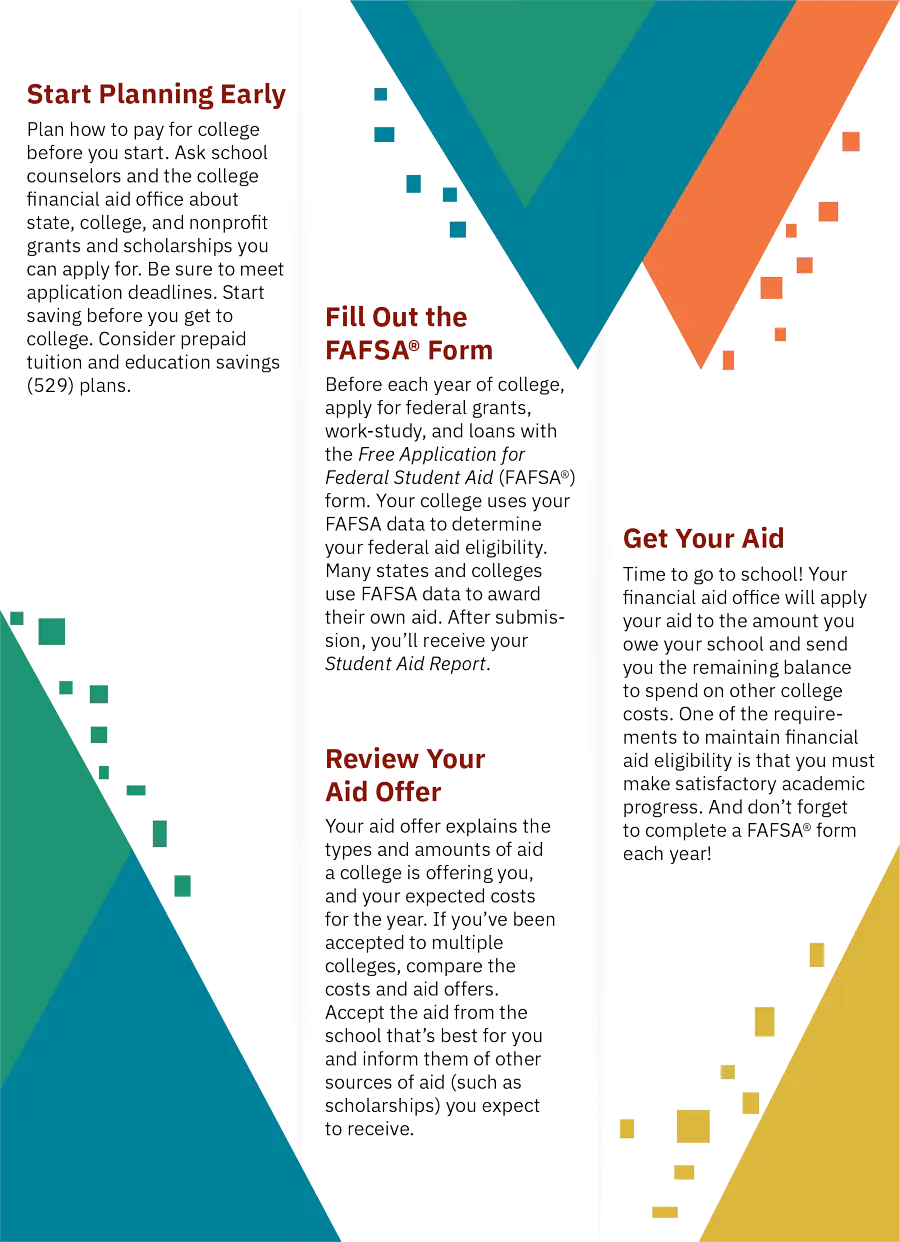 Start Planning Early
Plan how to pay for college
before you start. Ask school
counselors and the college
financial aid office about
state, college, and nonprofit
grants and scholarships you
can apply for. Be sure to meet
application deadlines. Start
saving before you get to
college. Consider prepaid
tuition and education savings
(529) plans.
Fill Out the
FAFSA® Form
Before each year of college,
apply for federal grants,
work-study, and loans with
the Free Application for
Federal Student Aid (FAFSA®)
form. Your college uses your
FAFSA data to determine
your federal aid eligibility.
Many states and colleges
use FAFSA data to award
their own aid. After submis-
sion, you’ll receive your
Student Aid Report.
Review Your
Aid Offer
Your aid offer explains the
types and amounts of aid
a college is offering you,
and your expected costs
for the year. If you’ve been
accepted to multiple
colleges, compare the
costs and aid offers.
Accept the aid from the
school that’s best for you
and inform them of other
sources of aid (such as
scholarships) you expect
to receive.
Get Your Aid
Time to go to school! Your
financial aid office will apply
your aid to the amount you
owe your school and send
you the remaining balance
to spend on other college
costs. One of the require-
ments to maintain financial
aid eligibility is that you must
make satisfactory academic
progress. And don’t forget
to complete a FAFSA® form
each year!